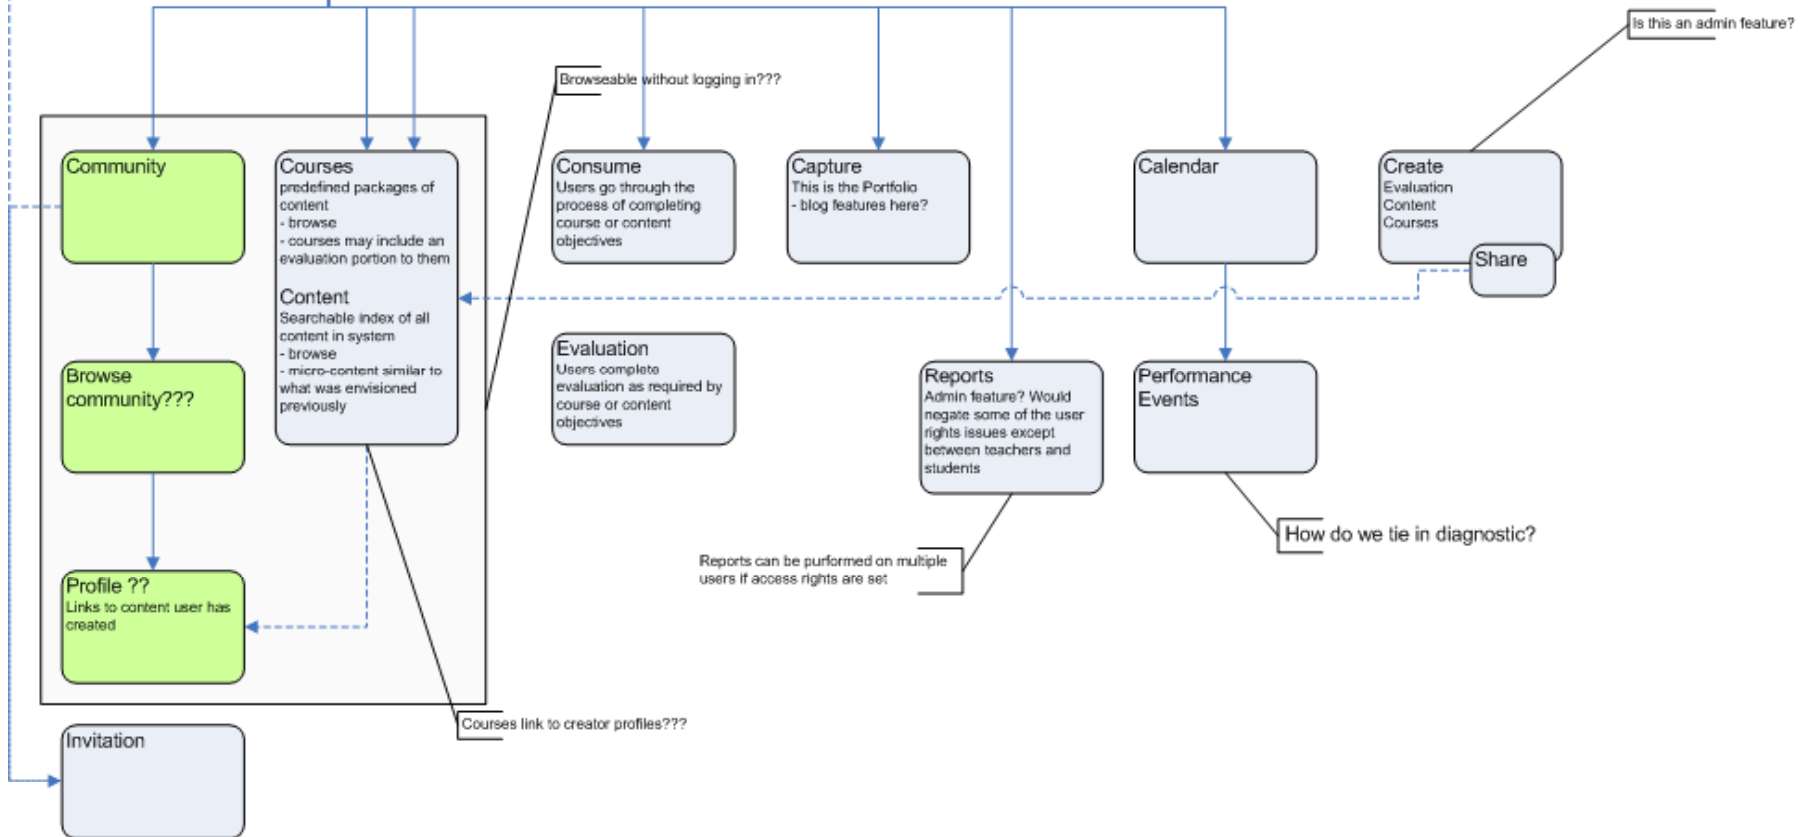 Is this an admin feature?
Browseable without logging in???
Community
Courses
predefined packages of
content
- browse
- courses may include an
evaluation portion to them
Content
Searchable index of all
content in system
- browse
- micro-content similar to
what was envisioned
previously
Consume
Users go through the
process of completing
course or content
objectives
Capture
This is the Portfolio
- blog features here?
Calendar
Create
Evaluation
Content
Courses
Share
Browse
community???
Evaluation
Users complete
evaluation as required by
course or content
objectives
Reports
Admin feature? Would
negate some of the user
rights issues except
between teachers and
students
Performance
Events
How do we tie in diagnostic?
Reports can be purformed on multiple
users if access rights are set
Profile ??
Links to content user has
created
Courses link to creator profiles???
Invitation